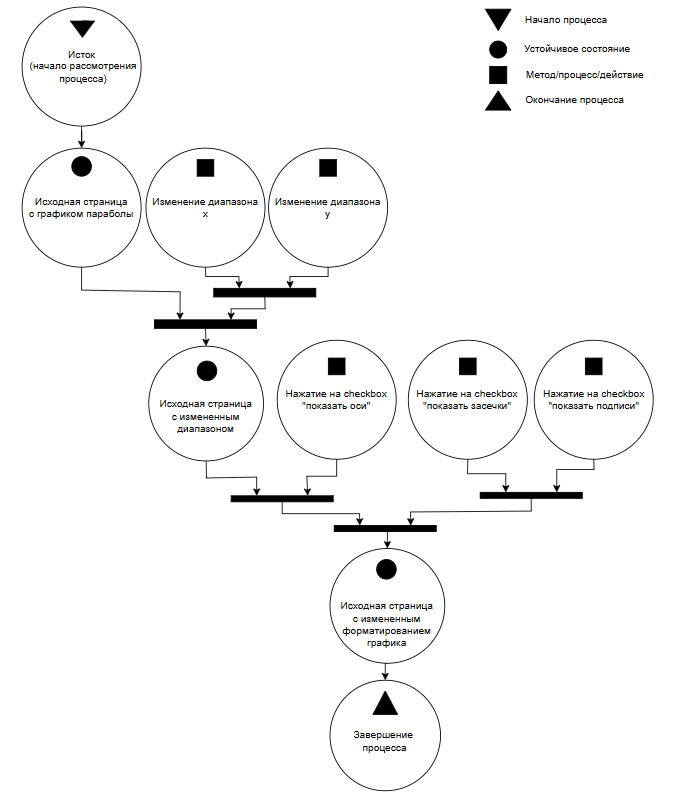 Исток
(начало рассмотрения
процесса)
Начало процесса
Устойчивое состояние
Метод/процесс/действие
Окончание процесса
Исходная страница
с графиком параболы
Изменение диапазона
x
Изменение диапазона
y
Исходная страница
с измененным
диапазоном
Нажатие на checkbox
"показать оси"
Нажатие на checkbox
"показать засечки"
Нажатие на checkbox
"показать подписи"
Исходная страница
с измененным
форматированием
графика
Завершение
процесса